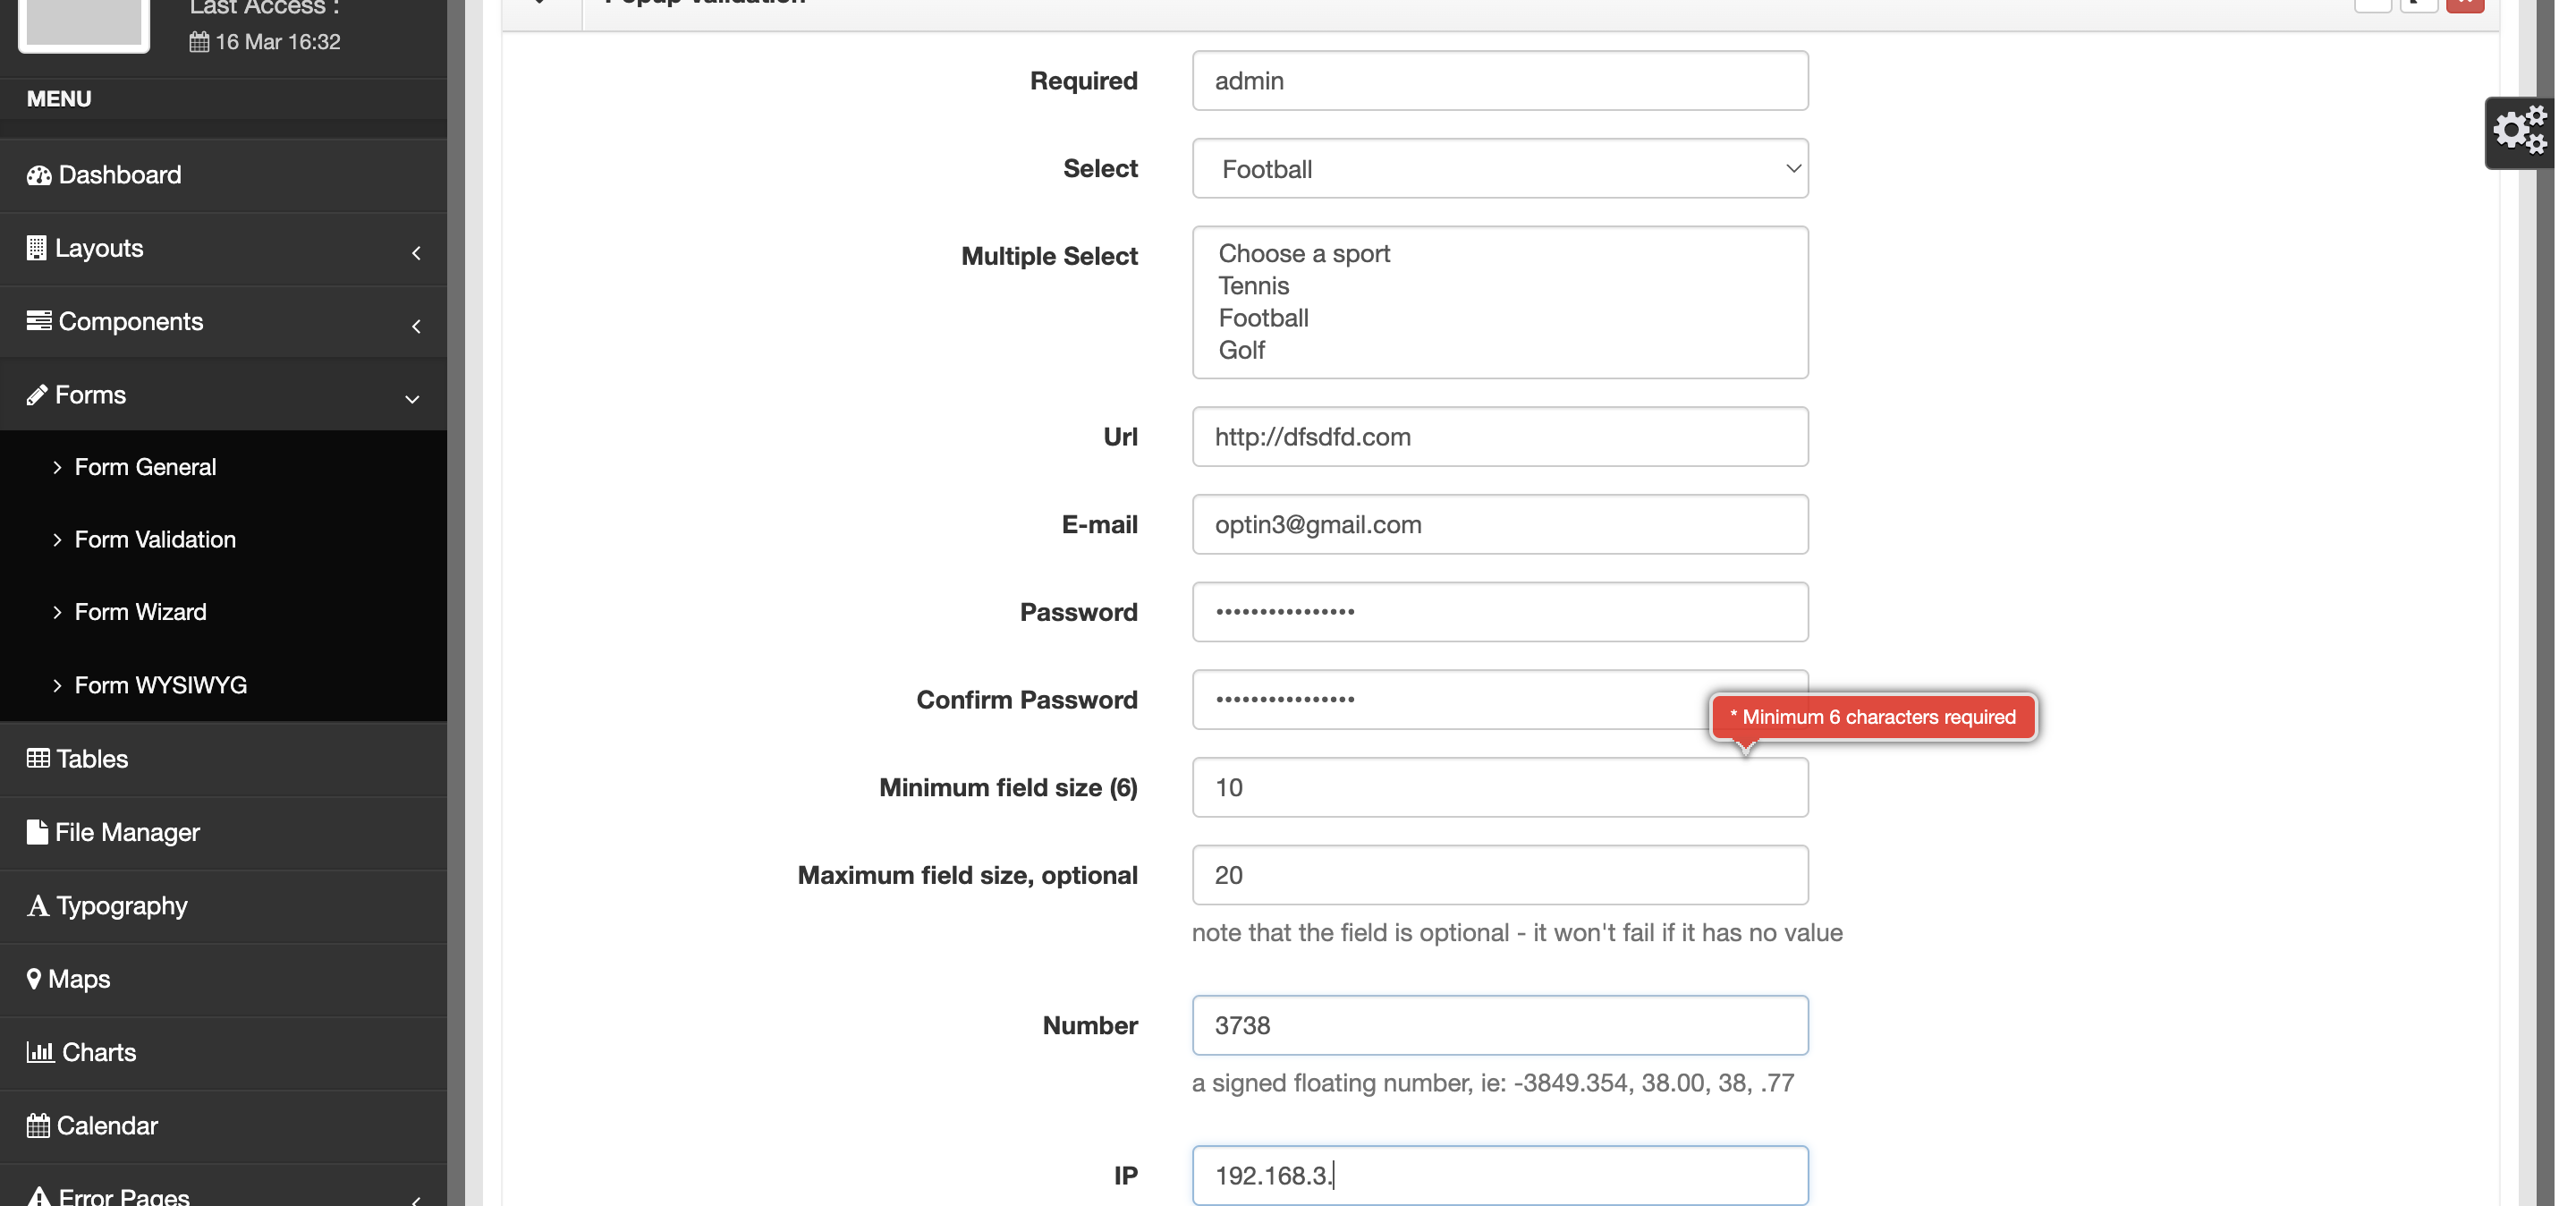 Last Access :
16 Mar 16:32
MENU
Dashboard
Layouts
Components
Forms
Form General
Form Validation
Form Wizard
Form WYSIWYG
Tables
File Manager
Typography
Maps
Charts
Calendar
Error Pages
Popup Validation
Required
admin
Select
Football
Multiple Select
Choose a sport
Tennis
Football
Golf
Url
http://dfsdfd.com
E-mail
optin3@gmail.com
Password
••••••••••••••••
Confirm Password
••••••••••••••••
* Minimum 6 characters required
Minimum field size (6)
10
Maximum field size, optional
20
note that the field is optional - it won't fail if it has no value
Number
3738
a signed floating number, ie: -3849.354, 38.00, 38, .77
IP
192.168.3.